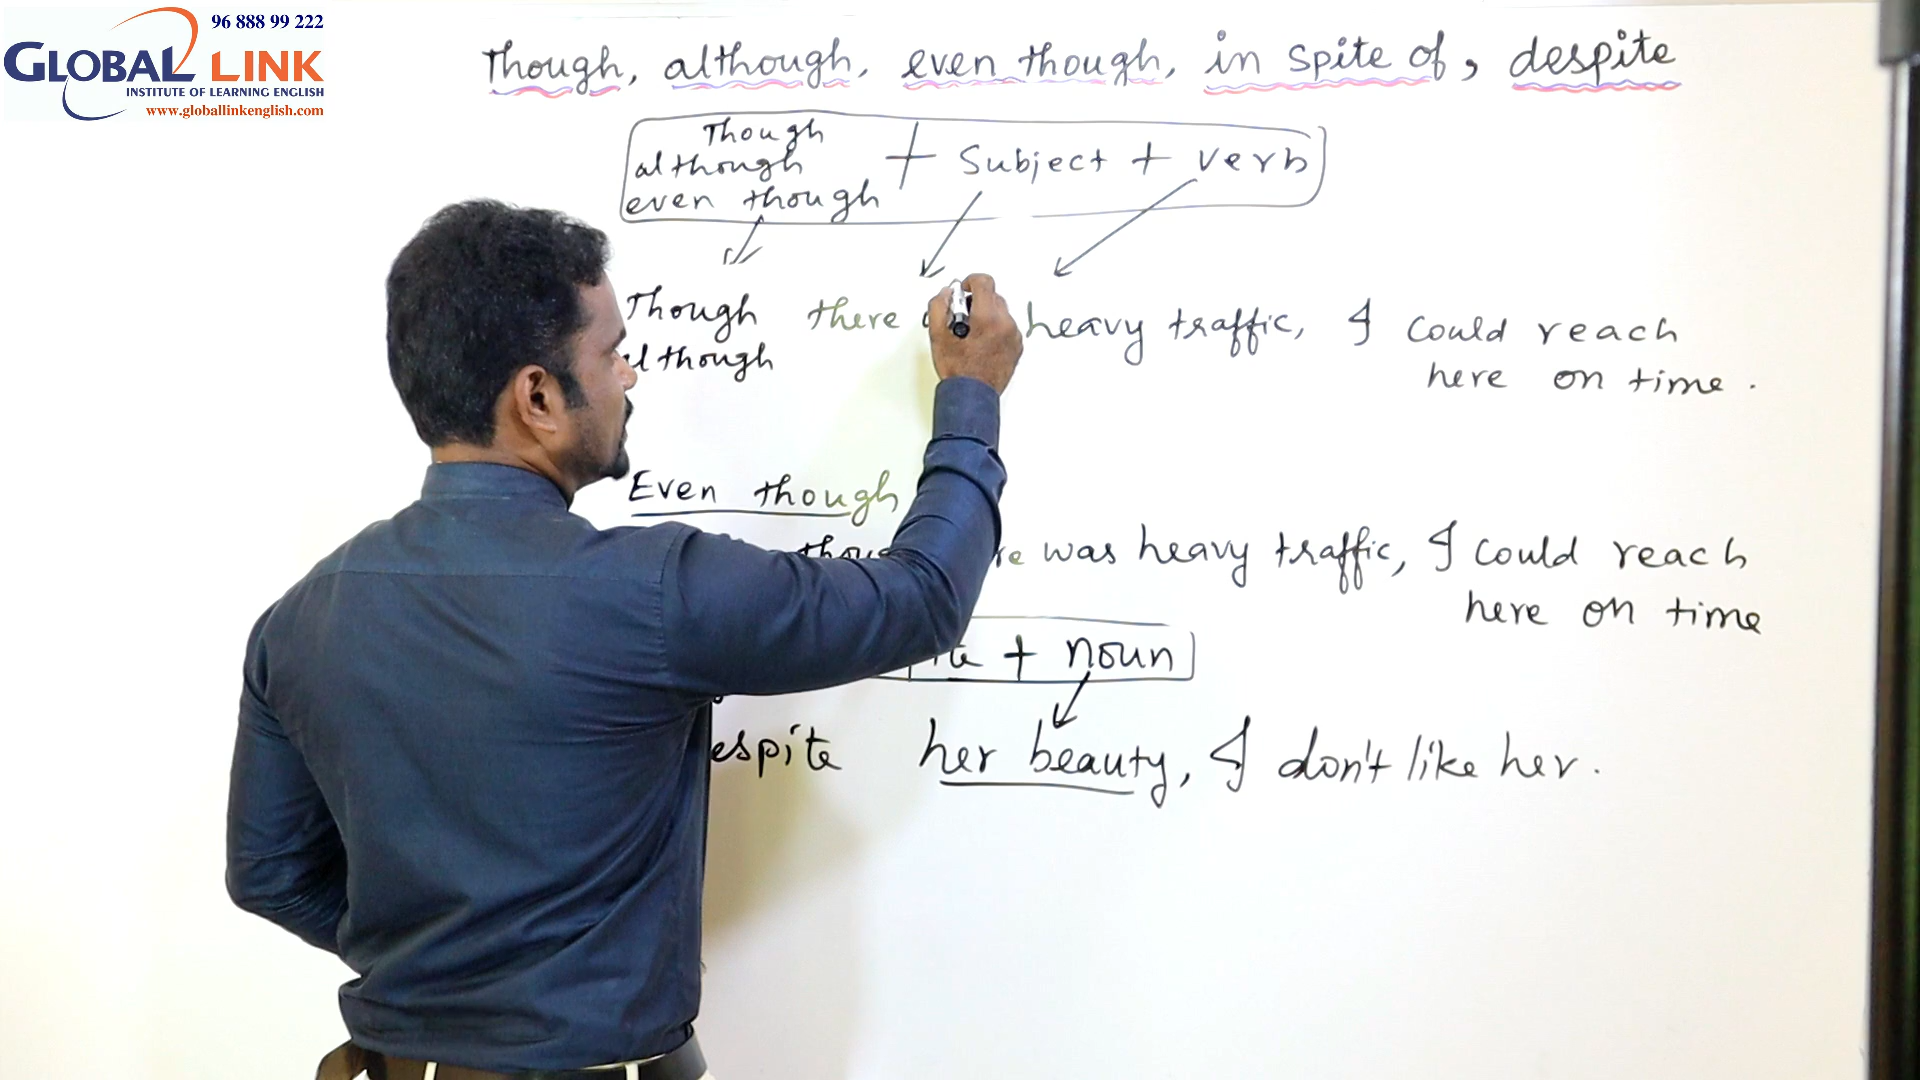 96 888 99 222
GLOBAL LINK
INSTITUTE OF LEARNING ENGLISH
www.globallinkenglish.com
Though, although, even though, in spite of, despite
Though
although + Subject + verb
even though
Though there heavy traffic, I could reach
although here on time.
Even though
was heavy traffic, I could reach
here on time
+ noun
her beauty, I don't like her.